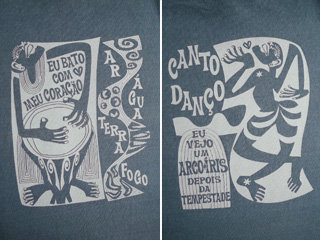 EU BATO
COM
MEU CORAÇÃO
AR
ÁGUA
TERRA
FOGO
CANTO
DANÇO
EU
VEJO
UM
ARCO-ÍRIS
DEPOIS
DA
TEMPESTADE